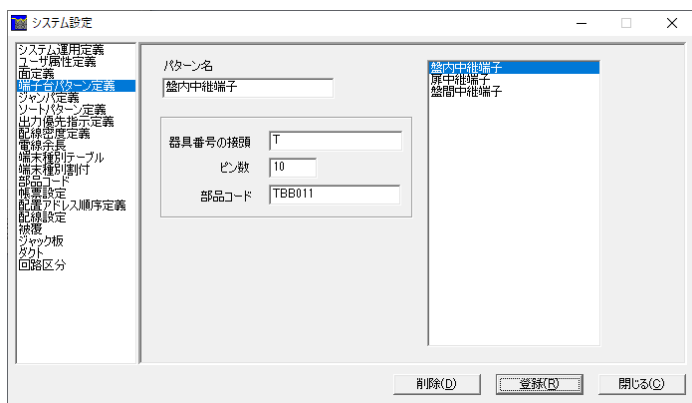 システム設定
システム運用定義
ユーザ属性定義
面定義
端子台パターン定義
ジャンパ定義
ソートパターン定義
出力優先指示定義
配線密度定義
電線余長
端末種別テーブル
端末種別割付
部品コード
帳票設定
配置アドレス順序定義
配線設定
被覆
ジャック板
ダクト
回路区分
パターン名
盤内中継端子
器具番号の接頭 T
ピン数 10
部品コード TBB011
盤内中継端子
扉中継端子
盤間中継端子
削除(D)
登録(R)
閉じる(C)